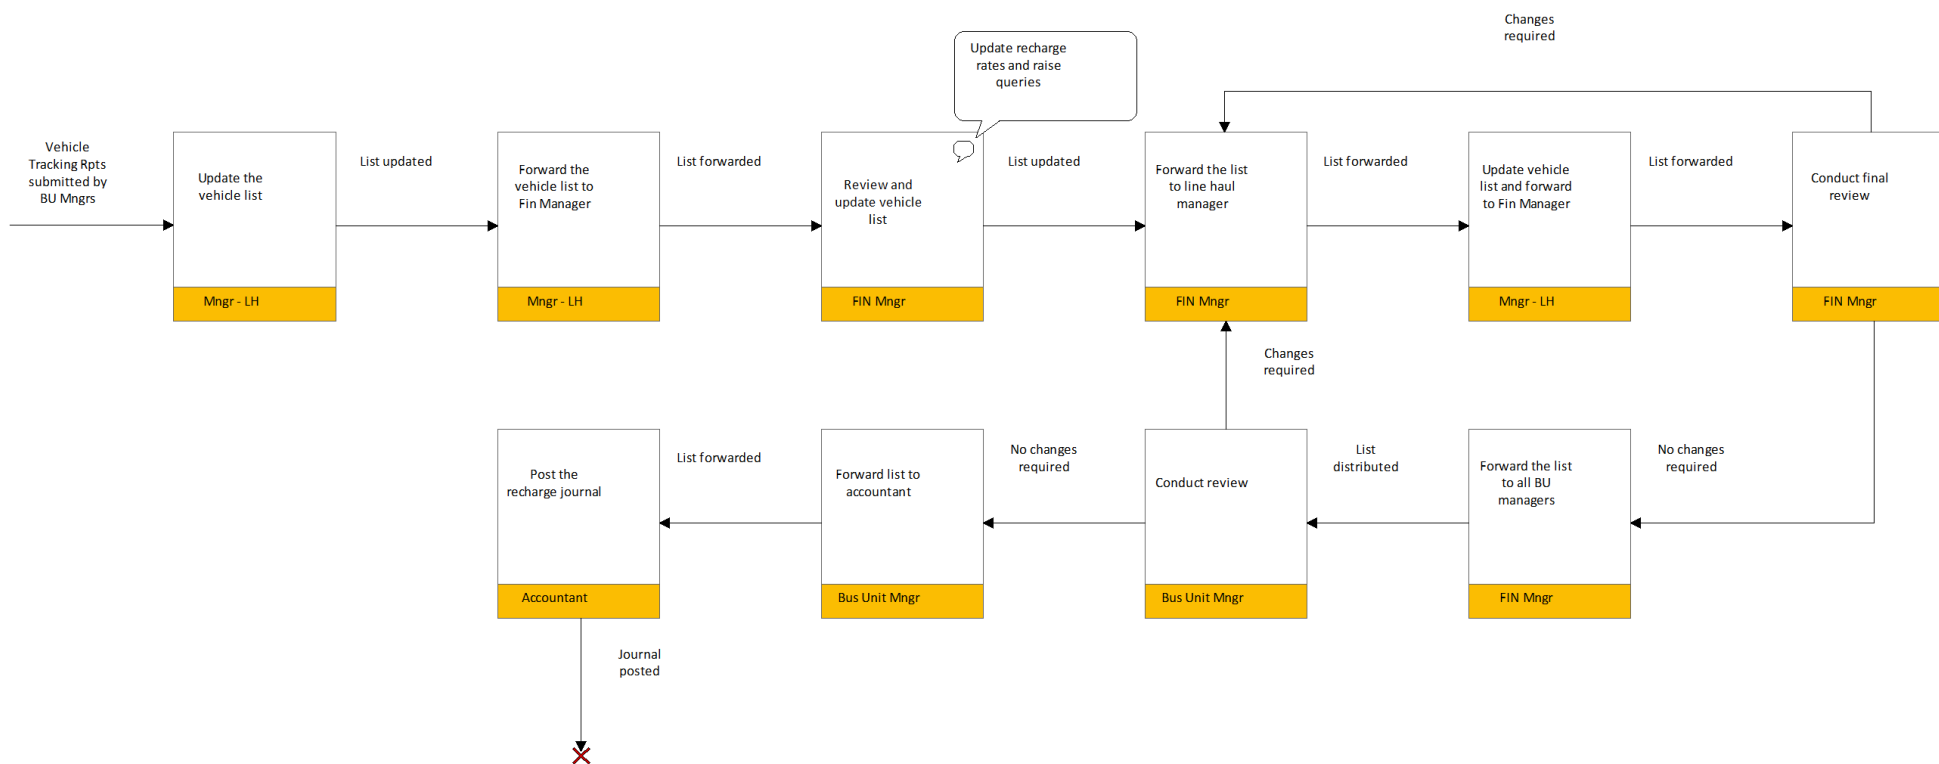 Changes
required
Update recharge
rates and raise
queries
Vehicle
Tracking Rpts
submitted by
BU Mngrs
Update the
vehicle list
Mngr - LH
List updated
Forward the
vehicle list to
Fin Manager
Mngr - LH
List forwarded
Review and
update vehicle
list
FIN Mngr
List updated
Forward the list
to line haul
manager
FIN Mngr
List forwarded
Update vehicle
list and forward
to Fin Manager
Mngr - LH
List forwarded
Conduct final
review
FIN Mngr
Changes
required
No changes
required
Forward the list
to all BU
managers
FIN Mngr
List
distributed
Conduct review
Bus Unit Mngr
No changes
required
Forward list to
accountant
Bus Unit Mngr
List forwarded
Post the
recharge journal
Accountant
Journal
posted